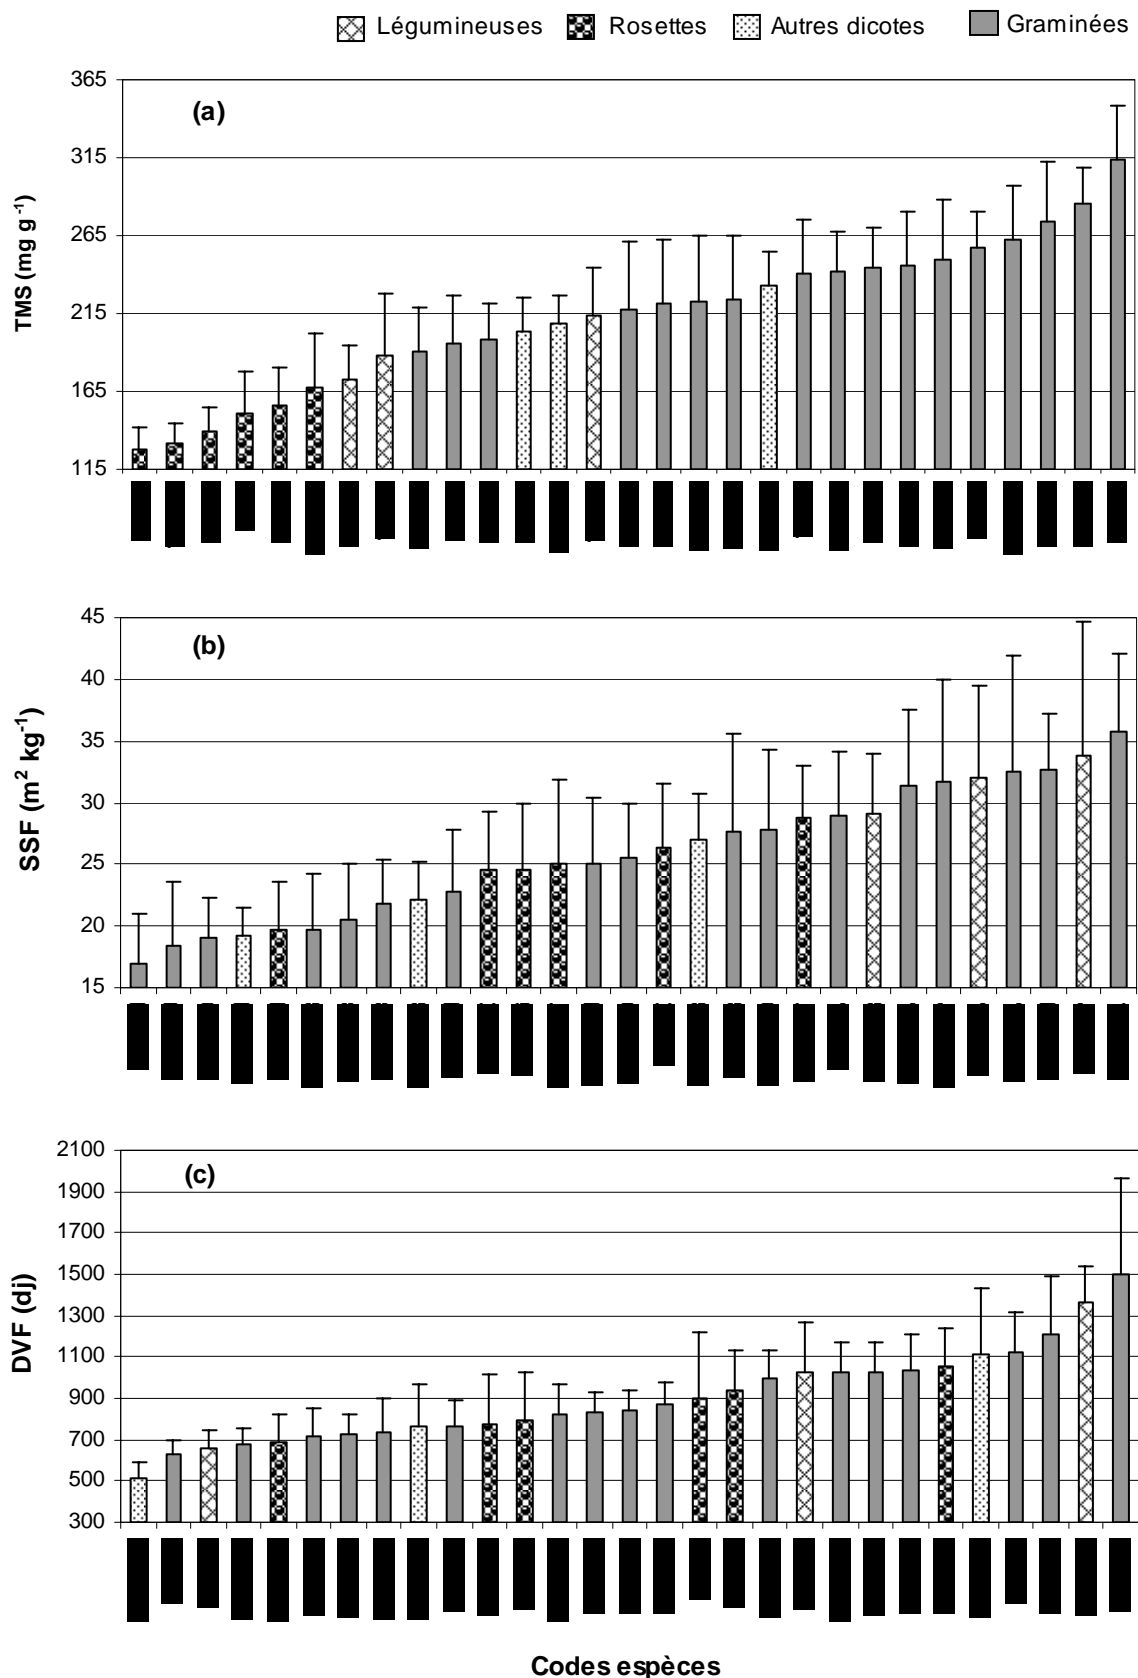 Légumineuses Rosettes Autres dicotes Graminées
(a)
TMS (mg g -1)
365
315
265
215
165
115
(b)
SSF (m2 kg-1)
45
40
35
30
25
20
15
(c)
DVF (dj)
2100
1900
1700
1500
1300
1100
900
700
500
300
Codes espèces